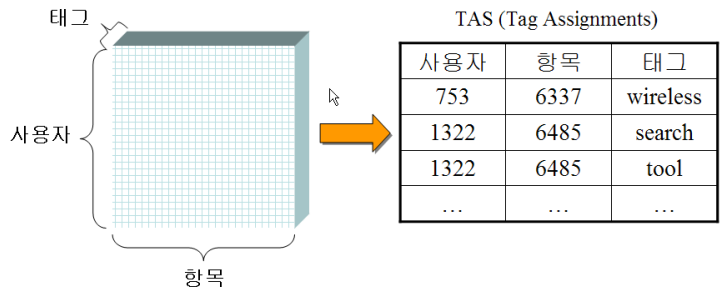 태그
사용자
항목
TAS (Tag Assignments)
사용자 항목 태그
753 6337 wireless
1322 6485 search
1322 6485 tool
... ... ...